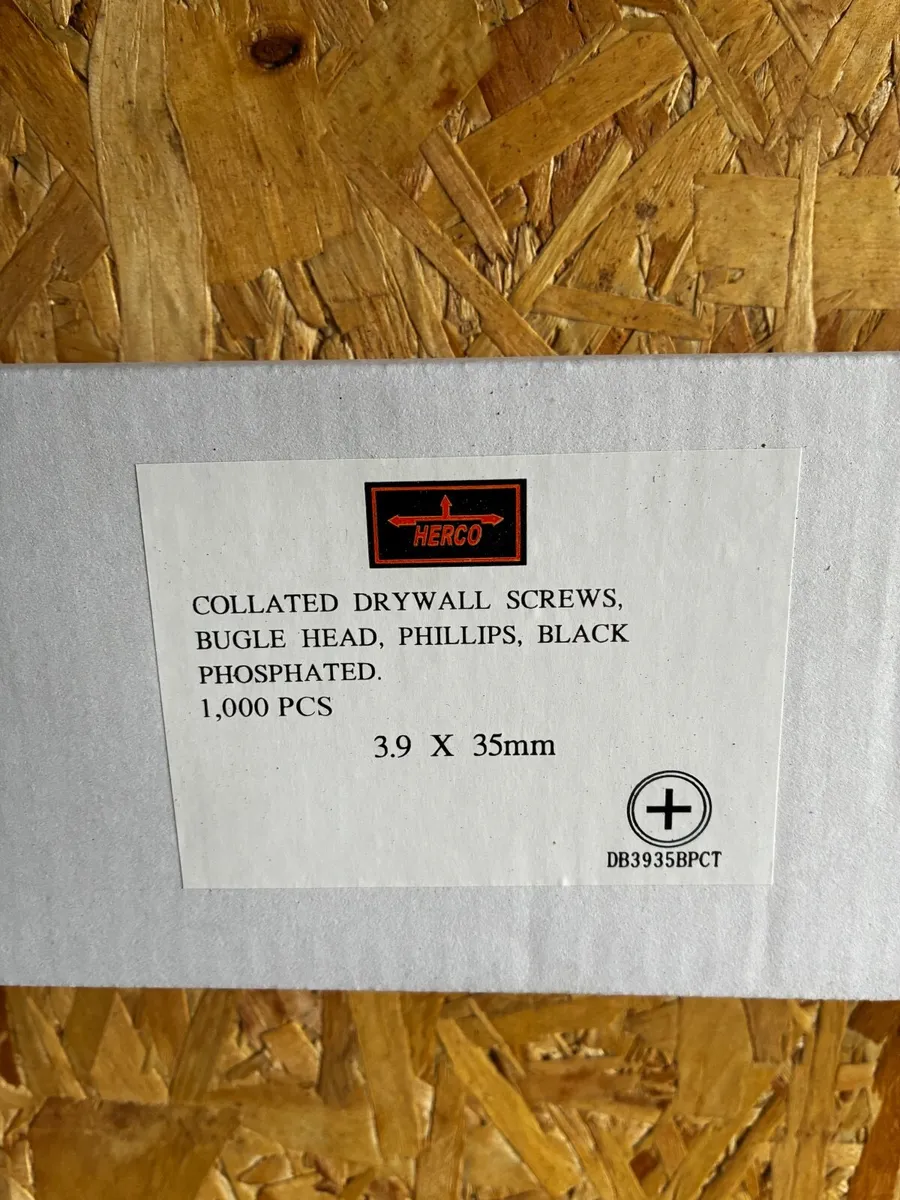 HERCO
COLLATED DRYWALL SCREWS,
BUGLE HEAD, PHILLIPS, BLACK
PHOSPHATED.
1,000 PCS
3.9 X 35mm
DB3935BPCT